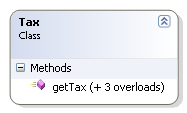 Tax
Class
Methods
getTax (+ 3 overloads)